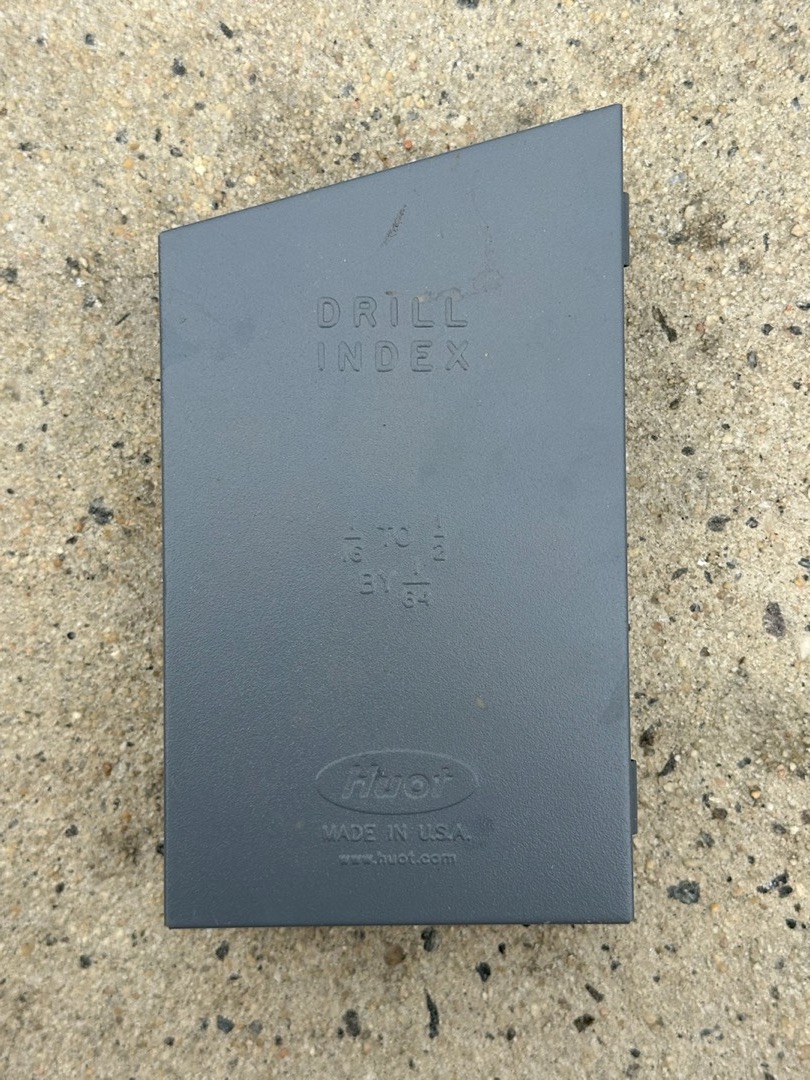 DRILL
INDEX
1/16 TO 1/2
BY 1/64
Huot
MADE IN U.S.A.
www.huot.com